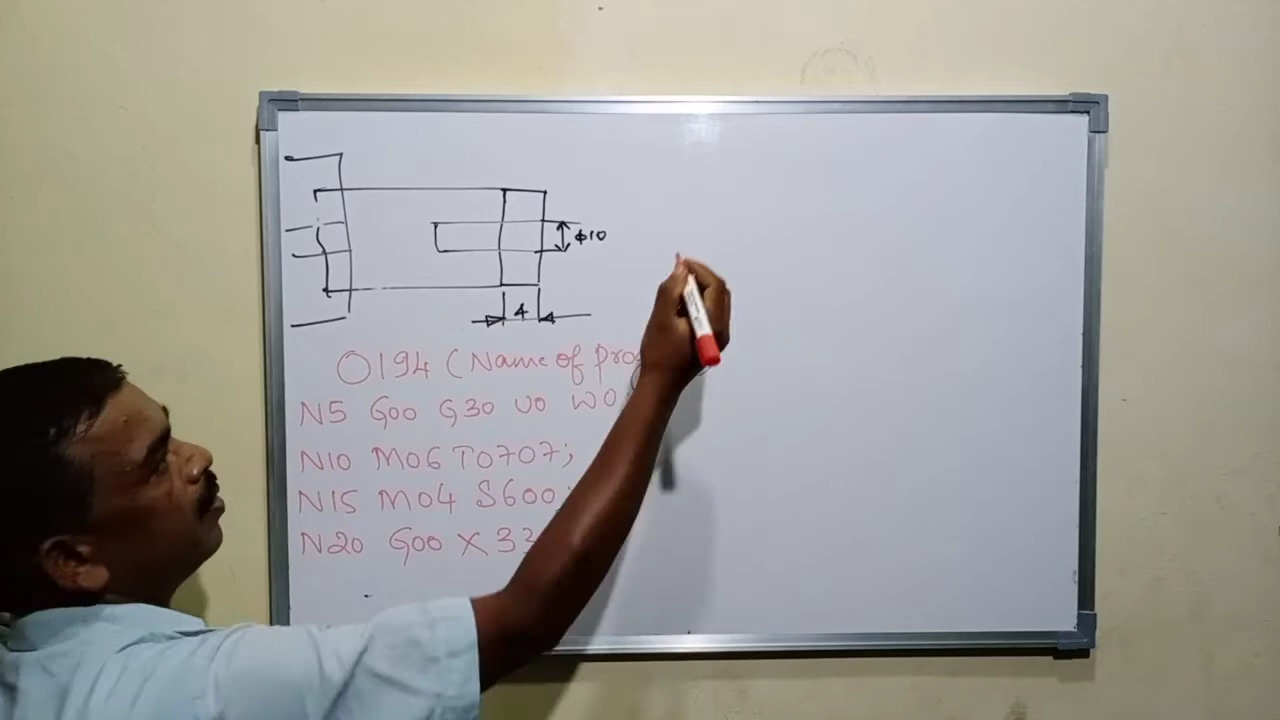 φ10
4
O194 (Name of
N5 G00 G30 U0 W0
N10 M06 T0707;
N15 M04 S600;
N20 G00 X